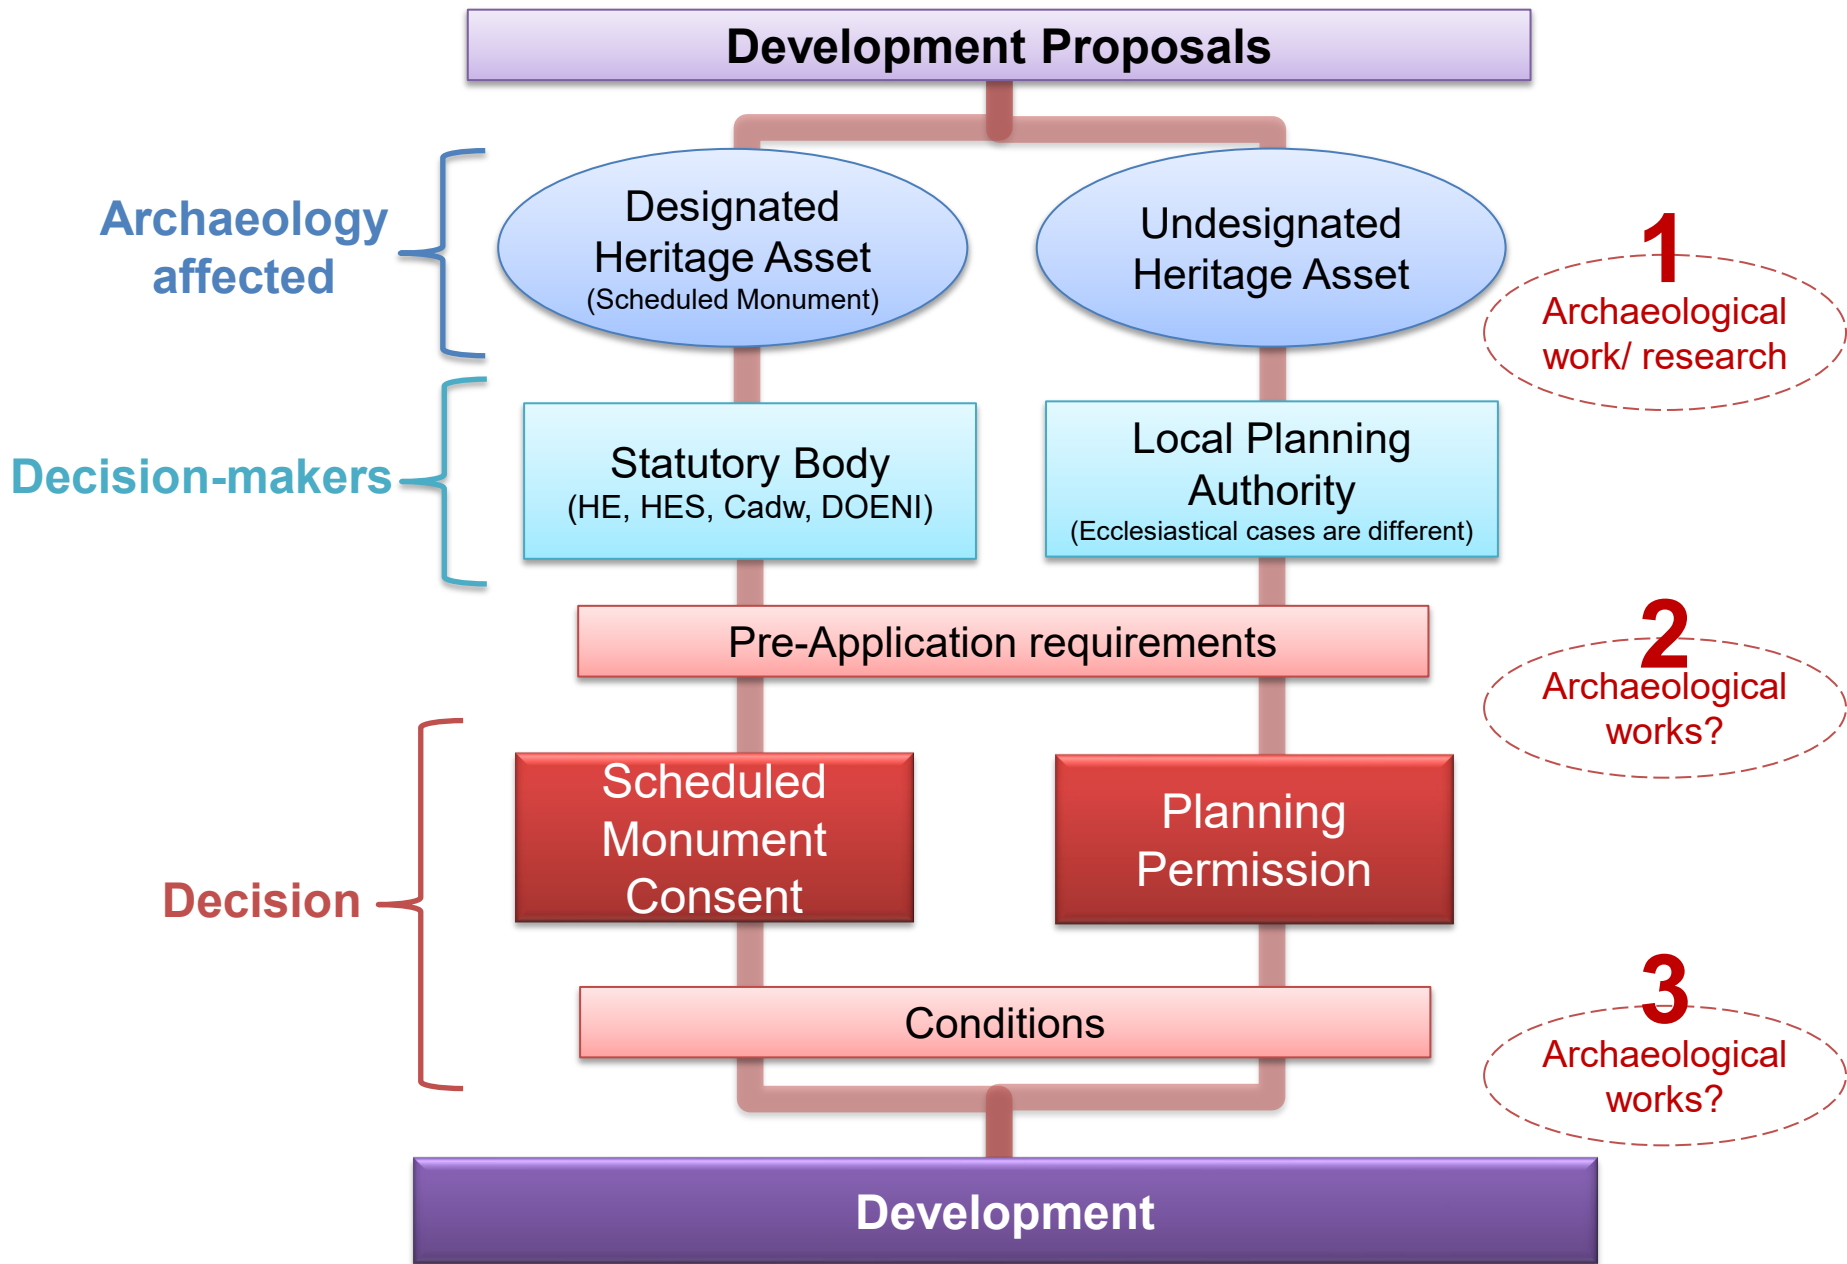 Development Proposals
Archaeology
affected
Designated
Heritage Asset
(Scheduled Monument)
Undesignated
Heritage Asset
1
Archaeological
work/ research
Decision-makers
Statutory Body
(HE, HES, Cadw, DOENI)
Local Planning
Authority
(Ecclesiastical cases are different)
Pre-Application requirements
2
Archaeological
works?
Decision
Scheduled
Monument
Consent
Planning
Permission
Conditions
3
Archaeological
works?
Development